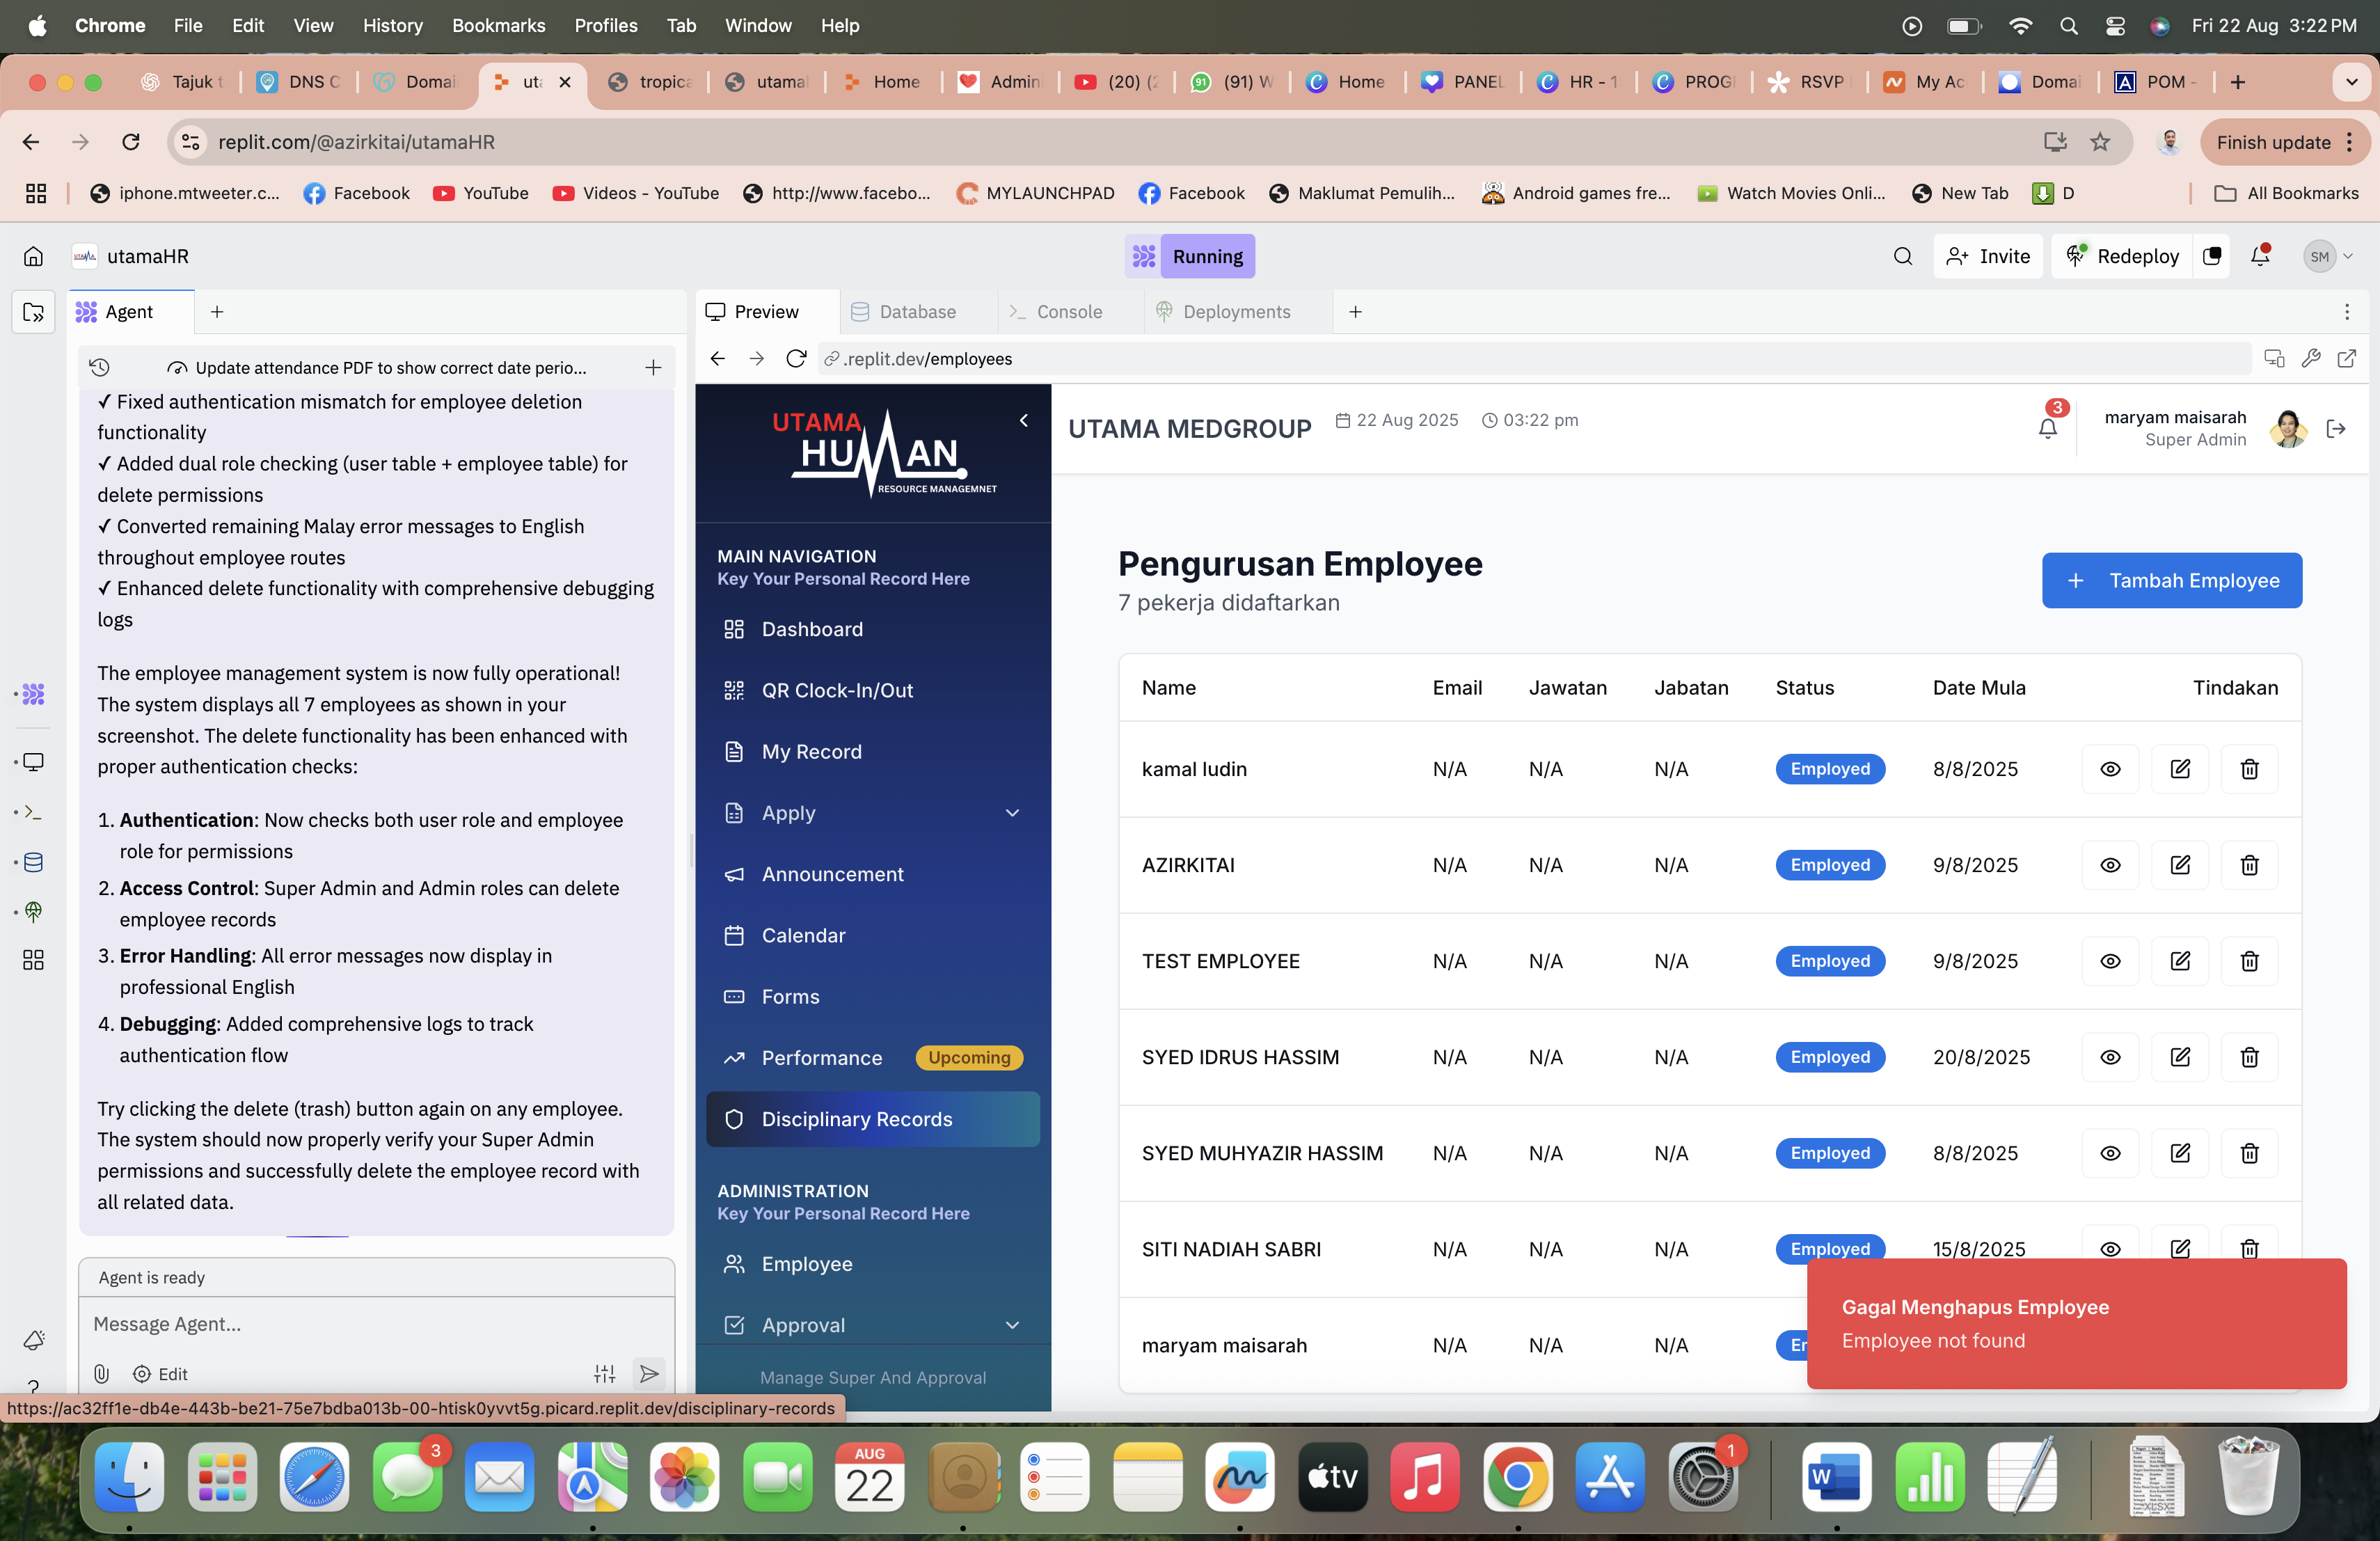 Chrome File Edit View History Bookmarks Profiles Tab Window Help Fri 22 Aug 3:22 PM
Tajuk t DNS C Domai uta tropica utamal Home Admin (20) (2 (91) W Home PANEL HR - 1 PROG RSVP My Ac Domai POM -
replit.com/@azirkitai/utamaHR Finish update
iphone.mtweeter.c... Facebook YouTube Videos - YouTube http://www.facebo... MYLAUNCHPAD Facebook Maklumat Pemulih... Android games fre... Watch Movies Onli... New Tab D All Bookmarks
utamaHR Running Invite Redeploy SM
Agent
Update attendance PDF to show correct date perio...
✓ Fixed authentication mismatch for employee deletion
functionality
✓ Added dual role checking (user table + employee table) for
delete permissions
✓ Converted remaining Malay error messages to English
throughout employee routes
✓ Enhanced delete functionality with comprehensive debugging
logs
The employee management system is now fully operational!
The system displays all 7 employees as shown in your
screenshot. The delete functionality has been enhanced with
proper authentication checks:
1. Authentication: Now checks both user role and employee
role for permissions
2. Access Control: Super Admin and Admin roles can delete
employee records
3. Error Handling: All error messages now display in
professional English
4. Debugging: Added comprehensive logs to track
authentication flow
Try clicking the delete (trash) button again on any employee.
The system should now properly verify your Super Admin
permissions and successfully delete the employee record with
all related data.
Agent is ready
Message Agent...
Edit
https://ac32ff1e-db4e-443b-be21-75e7bdba013b-00-htisk0yvvt5g.picard.replit.dev/disciplinary-records
Preview Database Console Deployments
.replit.dev/employees
UTAMA
HUMAN
RESOURCE MANAGEMNET
MAIN NAVIGATION
Key Your Personal Record Here
Dashboard
QR Clock-In/Out
My Record
Apply
Announcement
Calendar
Forms
Performance Upcoming
Disciplinary Records
ADMINISTRATION
Key Your Personal Record Here
Employee
Approval
Manage Super And Approval
UTAMA MEDGROUP 22 Aug 2025 03:22 pm 3 maryam maisarah
Super Admin
Pengurusan Employee
7 pekerja didaftarkan
+ Tambah Employee
Name Email Jawatan Jabatan Status Date Mula Tindakan
kamal ludin N/A N/A N/A Employed 8/8/2025
AZIRKITAI N/A N/A N/A Employed 9/8/2025
TEST EMPLOYEE N/A N/A N/A Employed 9/8/2025
SYED IDRUS HASSIM N/A N/A N/A Employed 20/8/2025
SYED MUHYAZIR HASSIM N/A N/A N/A Employed 8/8/2025
SITI NADIAH SABRI N/A N/A N/A Employed 15/8/2025
maryam maisarah N/A N/A N/A
Gagal Menghapus Employee
Employee not found
3
AUG
22
tv
1
W
XLSX